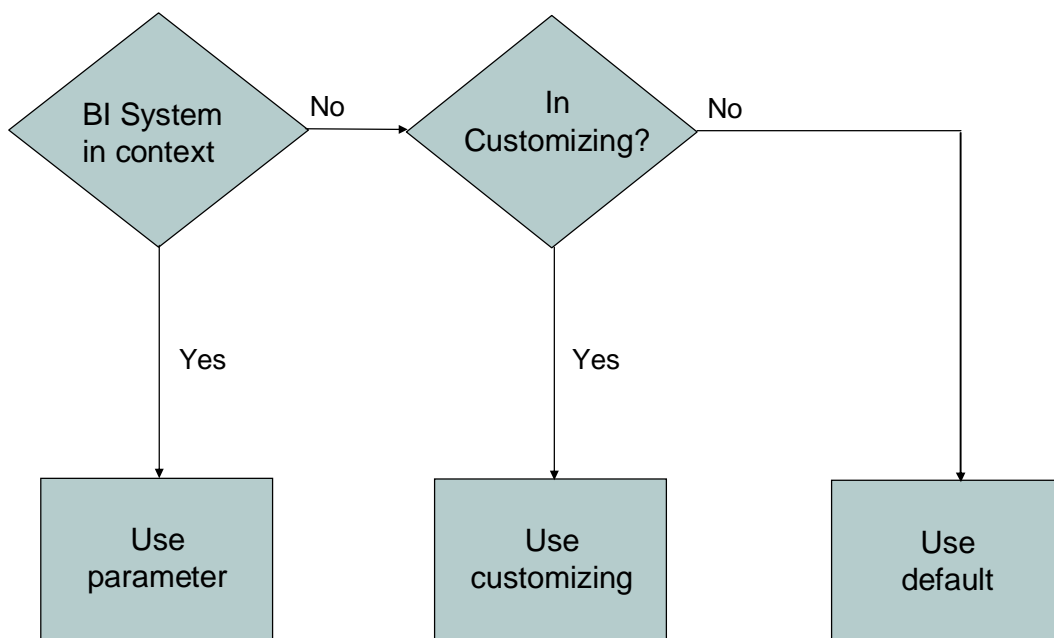 BI System
in context
No
In
Customizing?
No
Yes
Yes
Use
parameter
Use
customizing
Use
default